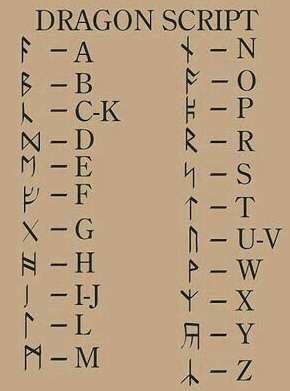 DRAGON SCRIPT
ᚨ – A
ᛒ – B
ᚳ – C-K
ᛞ – D
ᛖ – E
ᚠ – F
ᚷ – G
ᚻ – H
ᛁ – I-J
ᛚ – L
ᛗ – M
ᚾ – N
ᚩ – O
– P
ᚱ – R
ᛋ – S
ᛏ – T
ᚢ – U-V
ᚹ – W
– X
– Y
ᛣ – Z